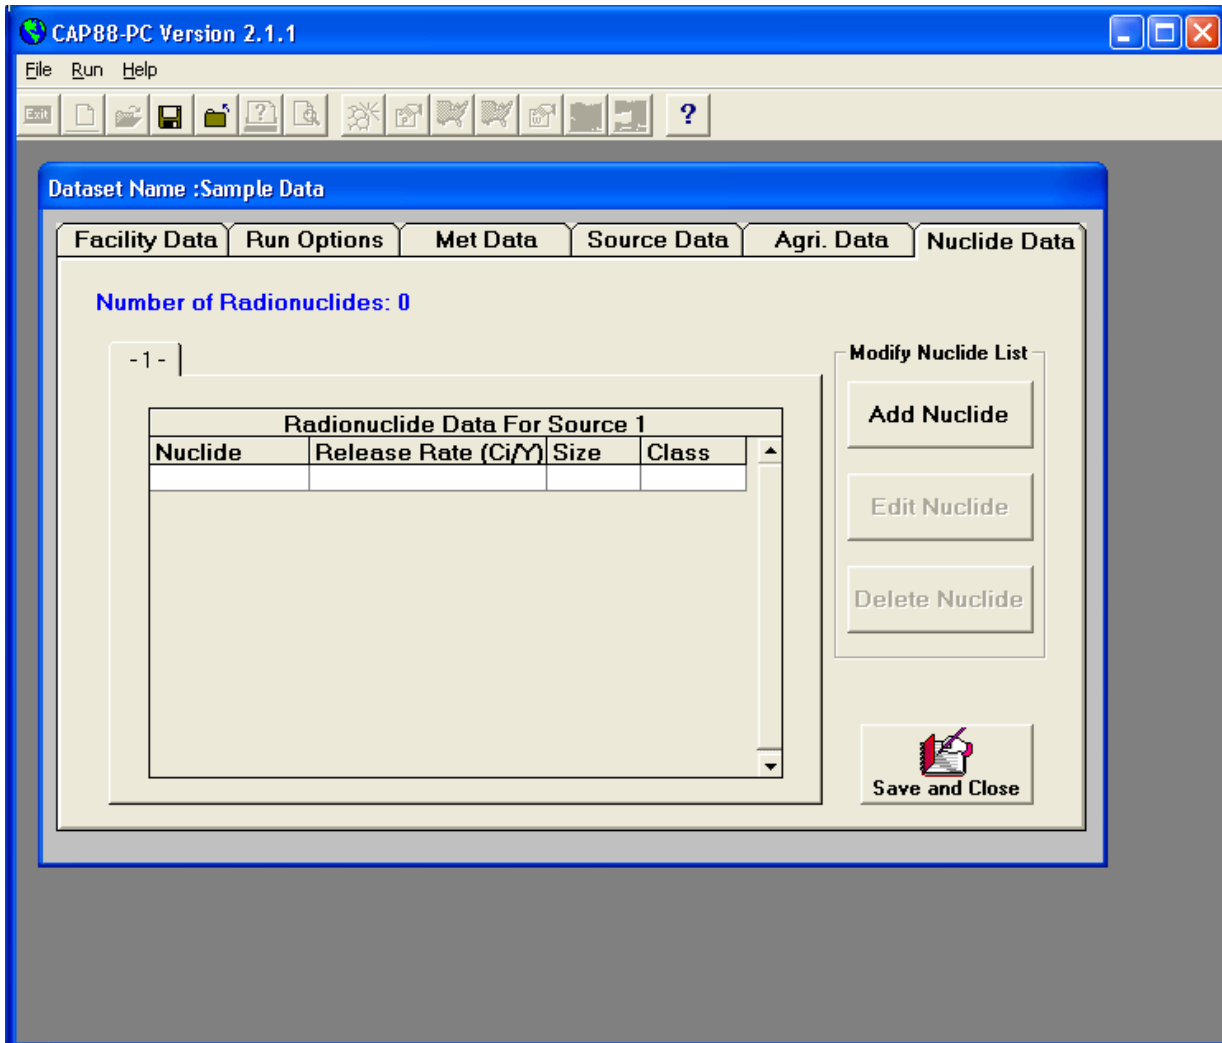 CAP88-PC Version 2.1.1
File Run Help
Exit ? P W ?
Dataset Name :Sample Data
Facility Data Run Options Met Data Source Data Agri. Data Nuclide Data
Number of Radionuclides: 0
- 1 -
Modify Nuclide List
Radionuclide Data For Source 1
Add Nuclide
Nuclide Release Rate (Ci/Y) Size Class
Edit Nuclide
Delete Nuclide
Save and Close